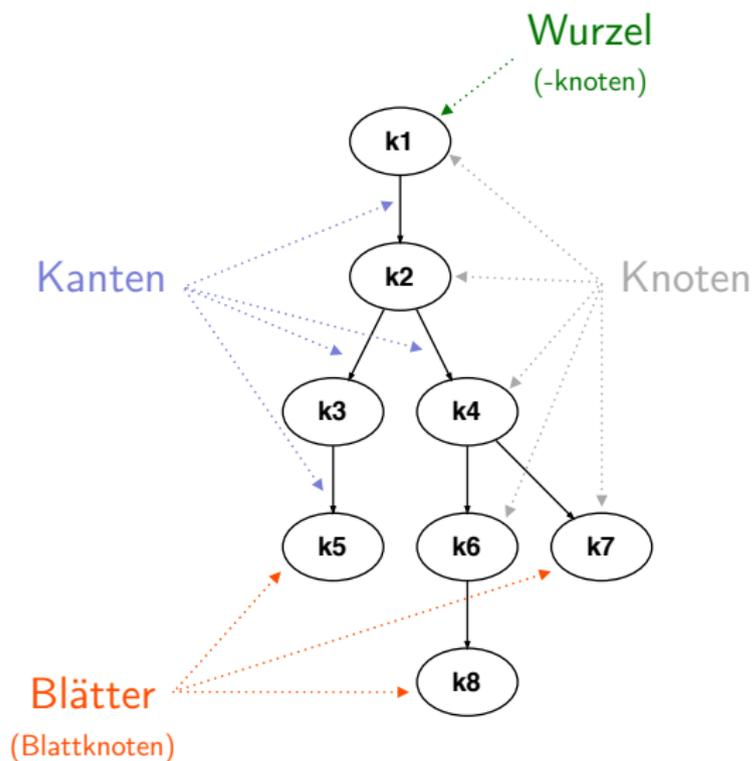 Wurzel
(-knoten)
k1
Kanten
k2
Knoten
k3
k4
k5
k6
k7
Blätter
(Blattknoten)
k8